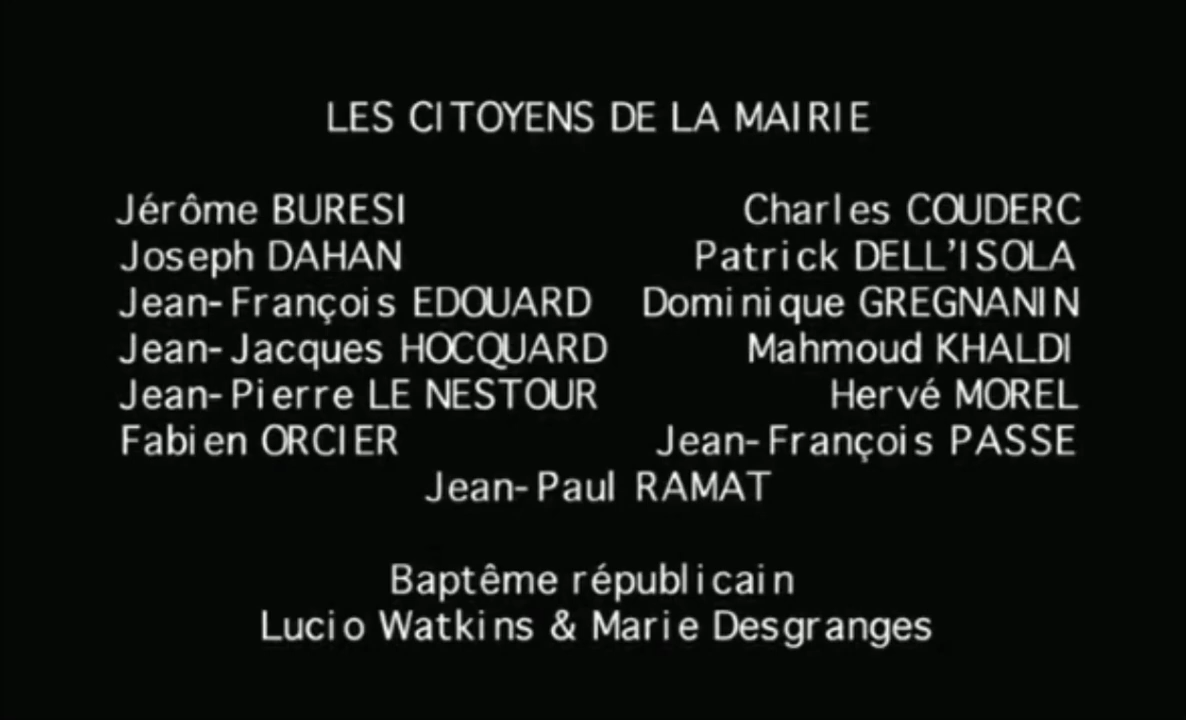 LES CITOYENS DE LA MAIRIE
Jérôme BURESI Charles COUDERC
Joseph DAHAN Patrick DELL'ISOLA
Jean-François EDOUARD Dominique GREGNANIN
Jean-Jacques HOCQUARD Mahmoud KHALDI
Jean-Pierre LE NESTOUR Hervé MOREL
Fabien ORCIER Jean-François PASSE
Jean-Paul RAMAT
Baptême républicain
Lucio Watkins & Marie Desgranges